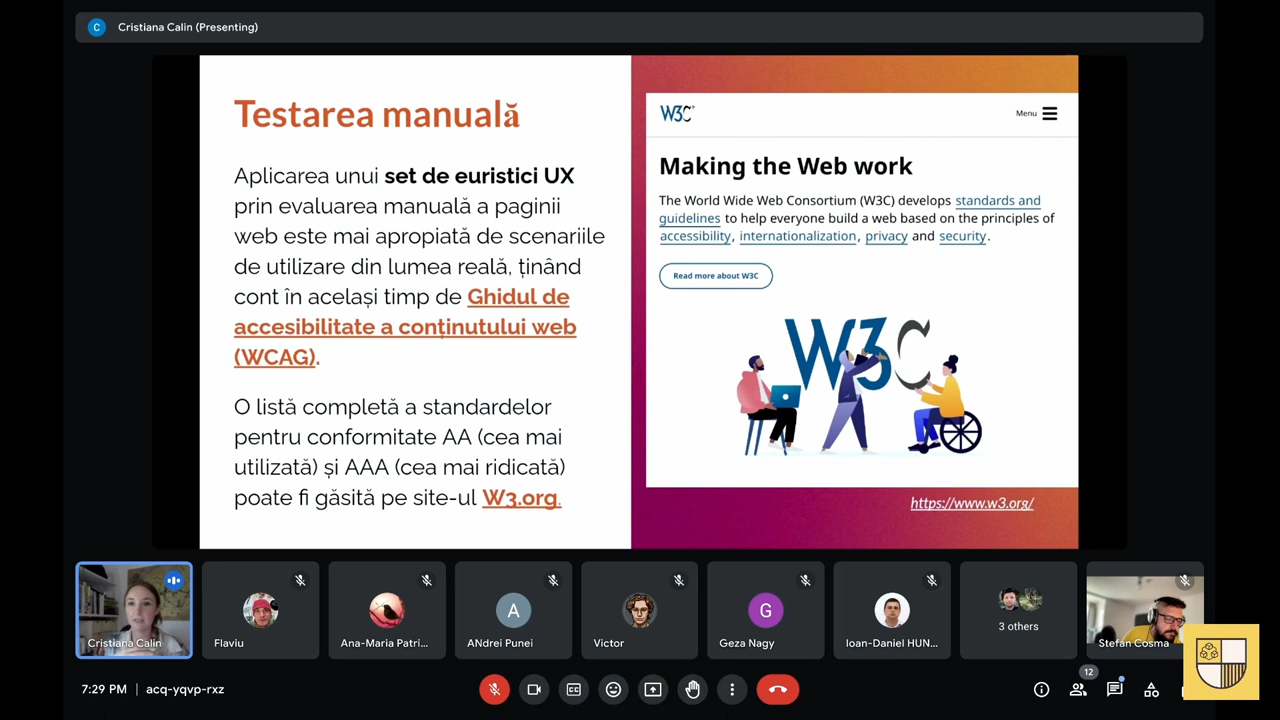 C Cristiana Calin (Presenting)
Testarea manuală
Aplicarea unui set de euristici UX
prin evaluarea manuală a paginii
web este mai apropiată de scenariile
de utilizare din lumea reală, ținând
cont în același timp de Ghidul de
accesibilitate a conținutului web
(WCAG).
O listă completă a standardelor
pentru conformitate AA (cea mai
utilizată) și AAA (cea mai ridicată)
poate fi găsită pe site-ul W3.org.
W3C
Menu
Making the Web work
The World Wide Web Consortium (W3C) develops standards and
guidelines to help everyone build a web based on the principles of
accessibility, internationalization, privacy and security.
Read more about W3C
W3C
https://www.w3.org/
Cristiana Calin
Flaviu
Ana-Maria Patri...
A
ANdrei Punei
Victor
G
Geza Nagy
Ioan-Daniel HUN...
3 others
Stefan Cosma
7:29 PM | acq-yqvp-rxz
CC
12